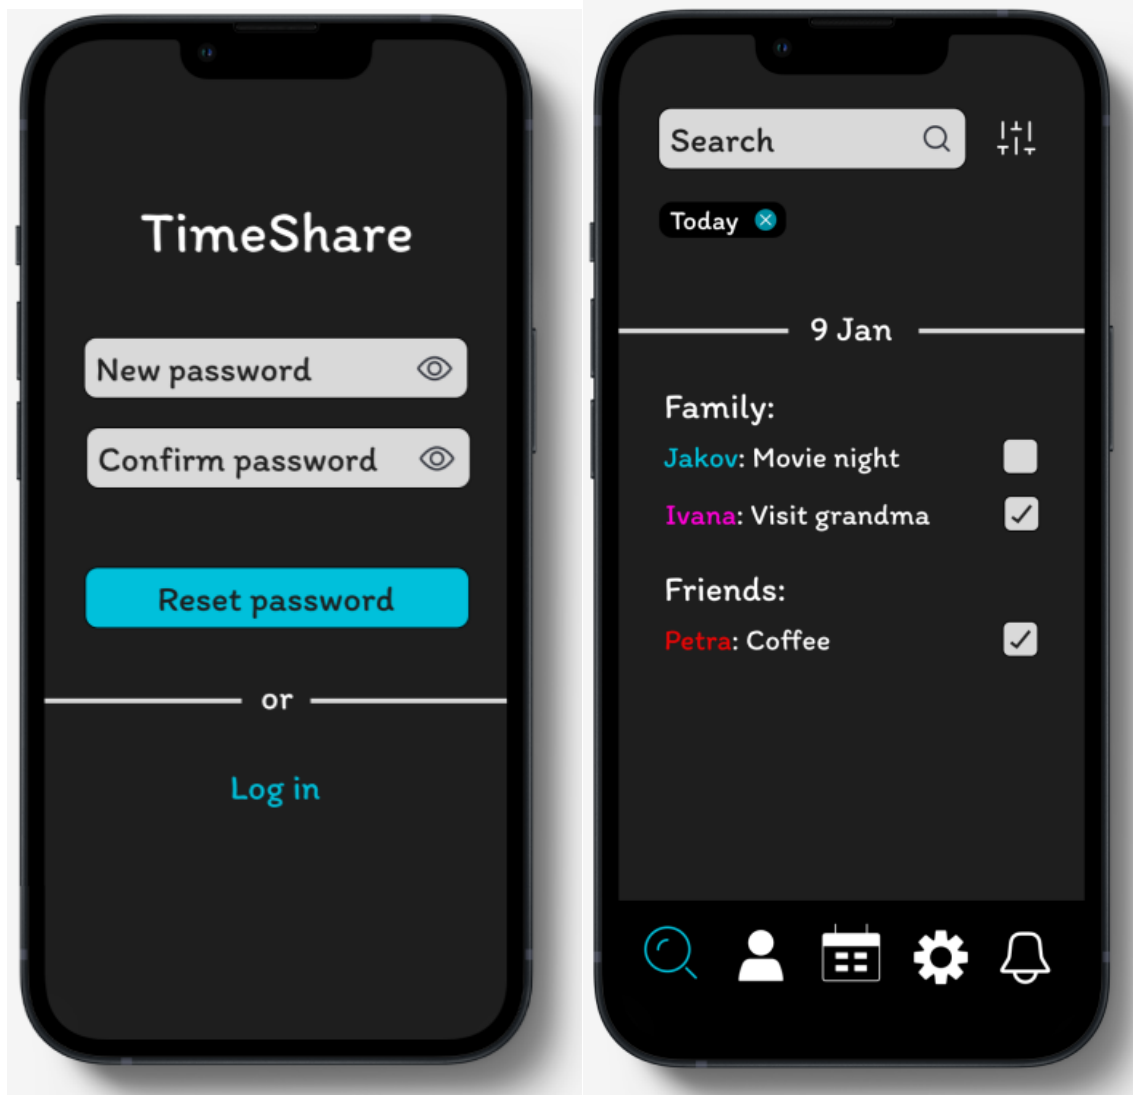 TimeShare
New password
Confirm password
Reset password
or
Log in
Search
Today
9 Jan
Family:
Jakov: Movie night
Ivana: Visit grandma
Friends:
Petra: Coffee